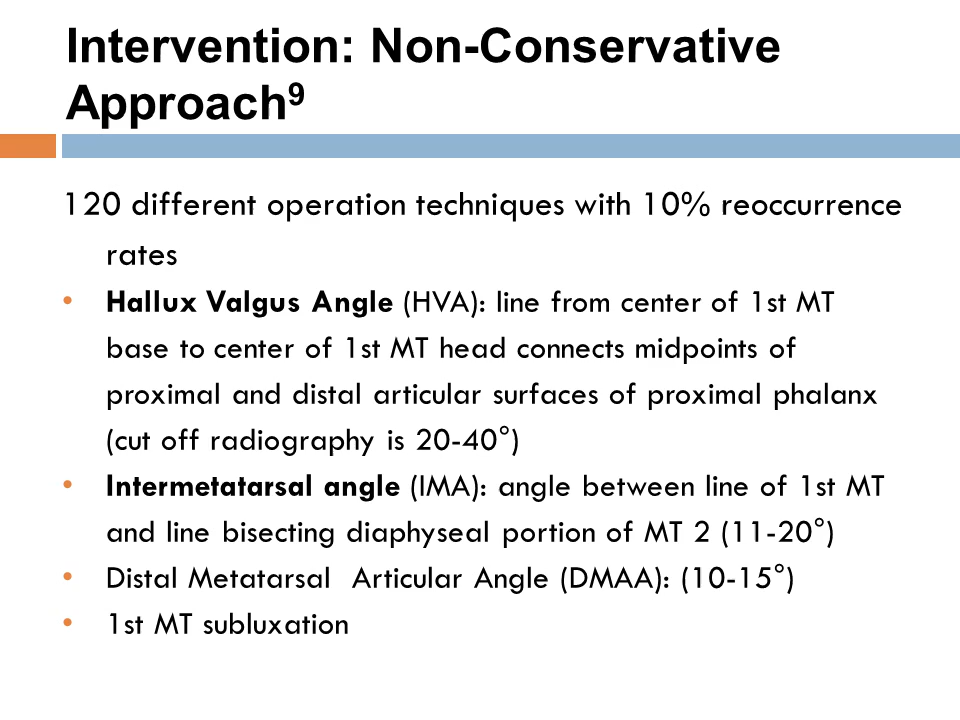 Intervention: Non-Conservative
Approach⁹
120 different operation techniques with 10% reoccurrence
rates
• Hallux Valgus Angle (HVA): line from center of 1st MT
base to center of 1st MT head connects midpoints of
proximal and distal articular surfaces of proximal phalanx
(cut off radiography is 20-40°)
• Intermetatarsal angle (IMA): angle between line of 1st MT
and line bisecting diaphyseal portion of MT 2 (11-20°)
• Distal Metatarsal Articular Angle (DMAA): (10-15°)
• 1st MT subluxation